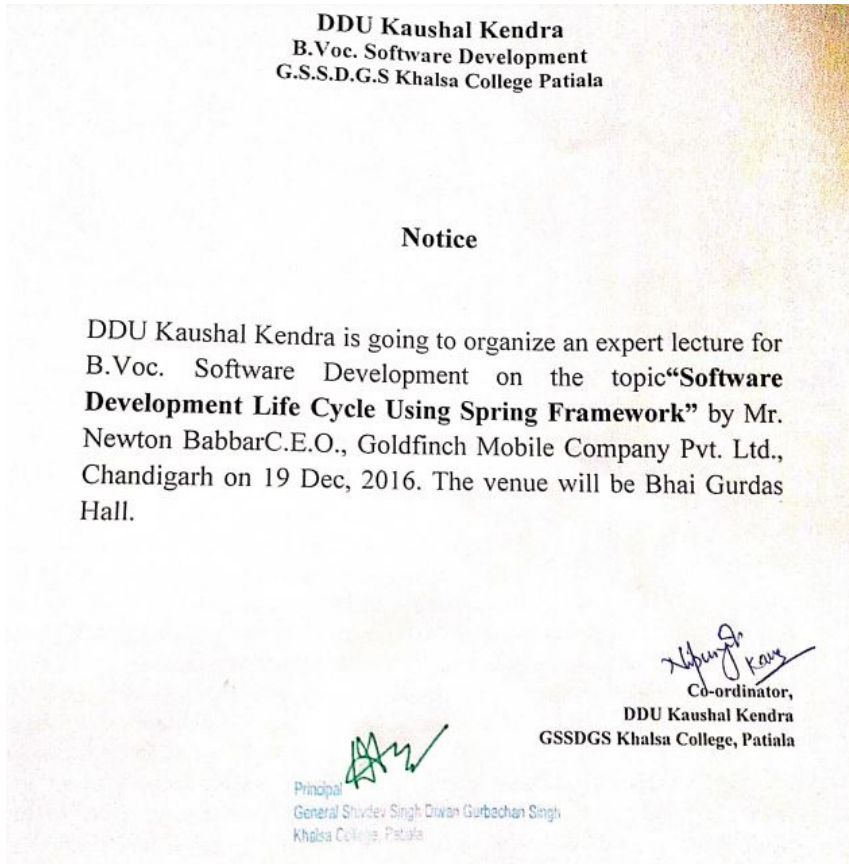 DDU Kaushal Kendra
B.Voc. Software Development
G.S.S.D.G.S Khalsa College Patiala
Notice
DDU Kaushal Kendra is going to organize an expert lecture for
B.Voc. Software Development on the topic“Software
Development Life Cycle Using Spring Framework” by Mr.
Newton BabbarC.E.O., Goldfinch Mobile Company Pvt. Ltd.,
Chandigarh on 19 Dec, 2016. The venue will be Bhai Gurdas
Hall.
Kaur
Co-ordinator,
DDU Kaushal Kendra
GSSDGS Khalsa College, Patiala
Principal
General Shivdev Singh Diwan Gurbachan Singh
Khalsa College, Patiala